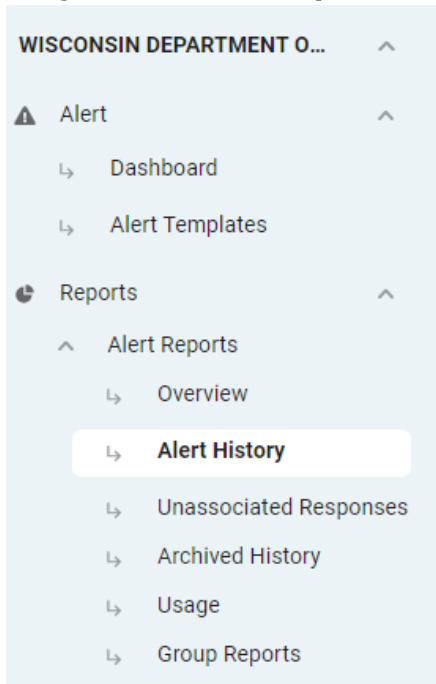 WISCONSIN DEPARTMENT O...
Alert
Dashboard
Alert Templates
Reports
Alert Reports
Overview
Alert History
Unassociated Responses
Archived History
Usage
Group Reports